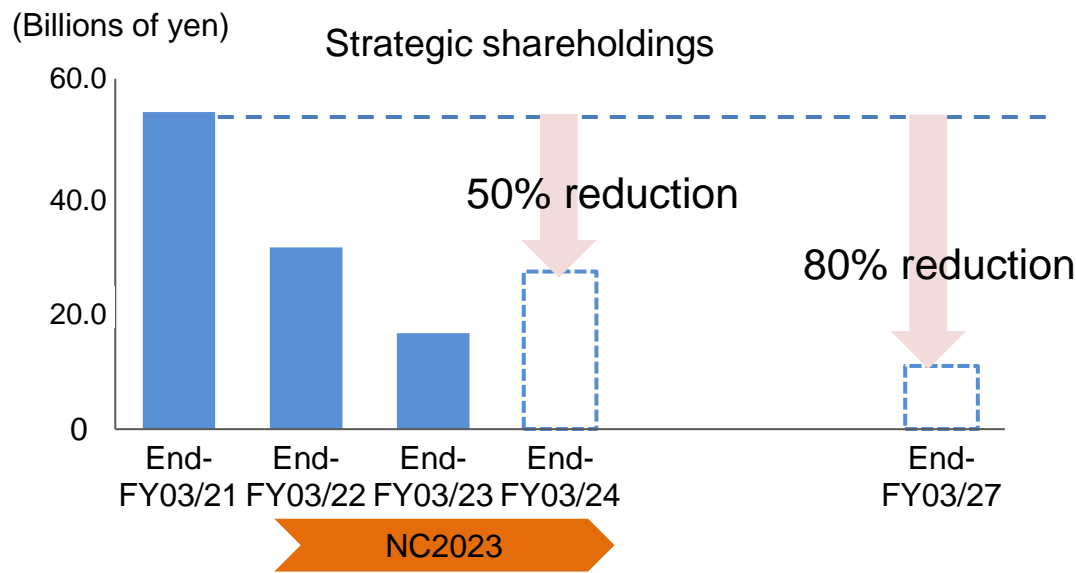 (Billions of yen)
Strategic shareholdings
60.0
40.0
20.0
0
50% reduction
80% reduction
End-
FY03/21
End-
FY03/22
End-
FY03/23
End-
FY03/24
End-
FY03/27
NC2023